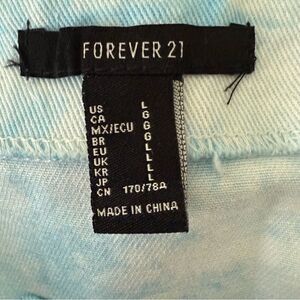 FOREVER 21
US L
CA G
MX/ECU G
BR G
EU L
UK L
KR L
JP L
CN 170/78A
MADE IN CHINA